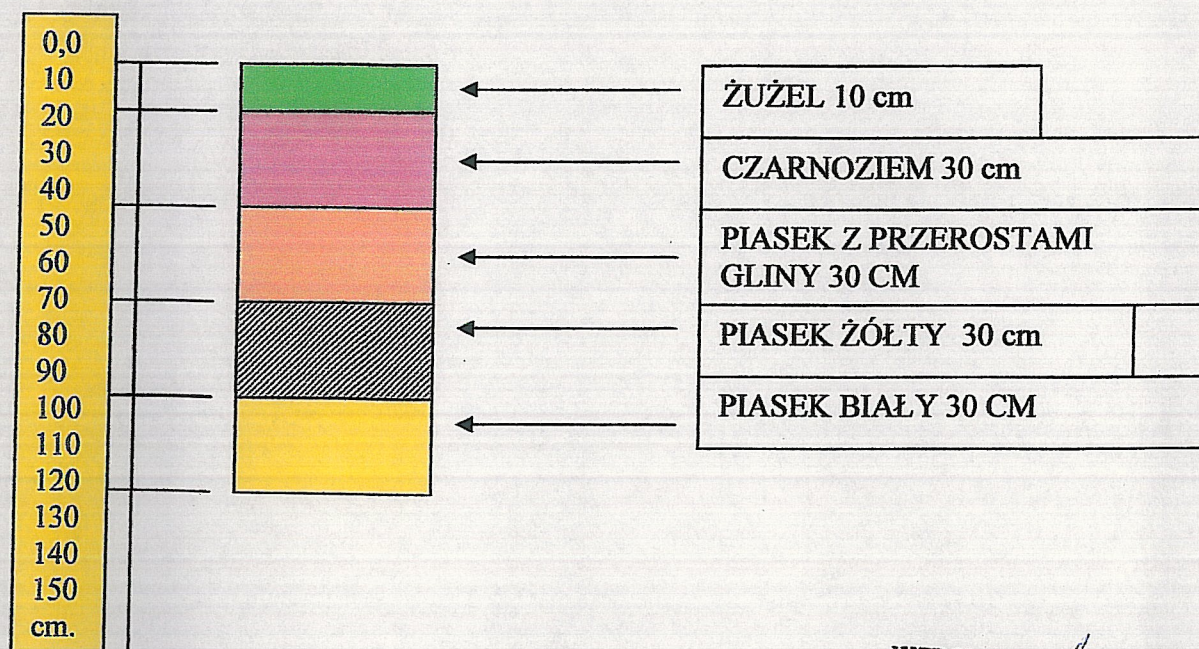 0,0
10
20
30
40
50
60
70
80
90
100
110
120
130
140
150
cm.
ŻUŻEL 10 cm
CZARNOZIEM 30 cm
PIASEK Z PRZEROSTAMI
GLINY 30 CM
PIASEK ŻÓŁTY 30 cm
PIASEK BIAŁY 30 CM